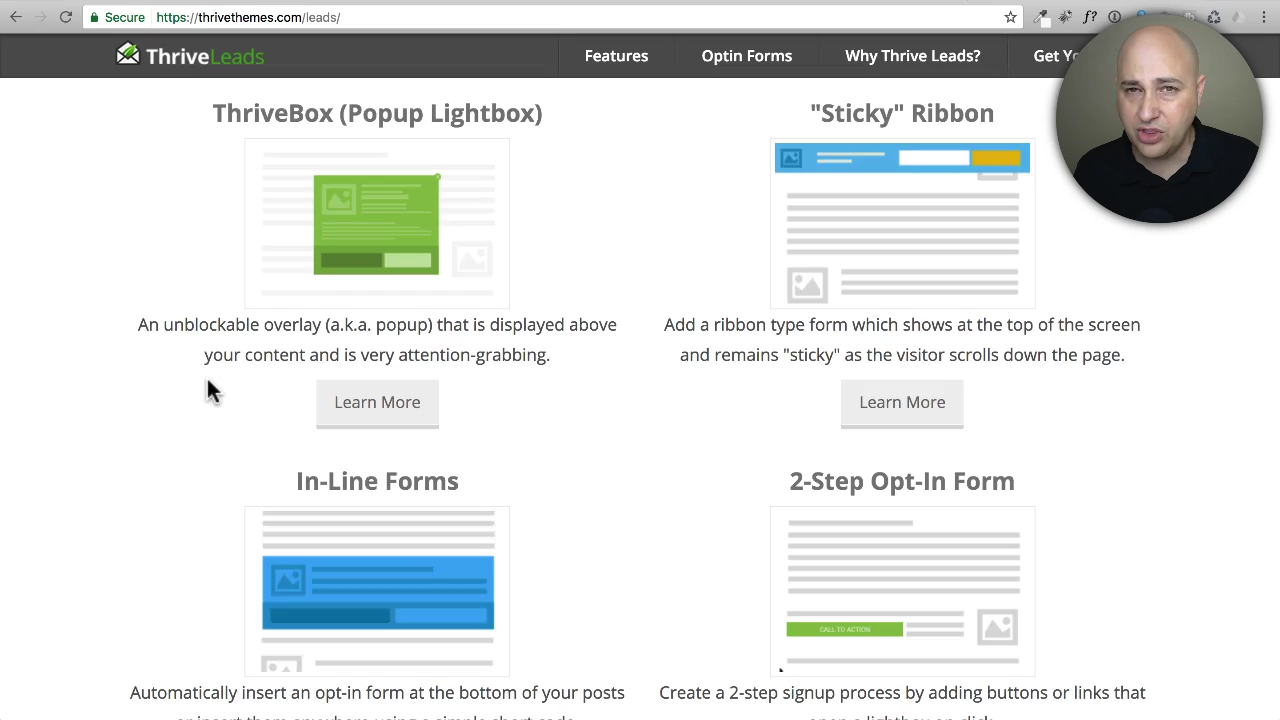 Secure
https://thrivethemes.com/leads/
ThriveLeads
Features
Optin Forms
Why Thrive Leads?
Get
ThriveBox (Popup Lightbox)
"Sticky" Ribbon
An unblockable overlay (a.k.a. popup) that is displayed above
your content and is very attention-grabbing.
Add a ribbon type form which shows at the top of the screen
and remains "sticky" as the visitor scrolls down the page.
Learn More
Learn More
In-Line Forms
2-Step Opt-In Form
CALL TO ACTION
Automatically insert an opt-in form at the bottom of your posts
Create a 2-step signup process by adding buttons or links that